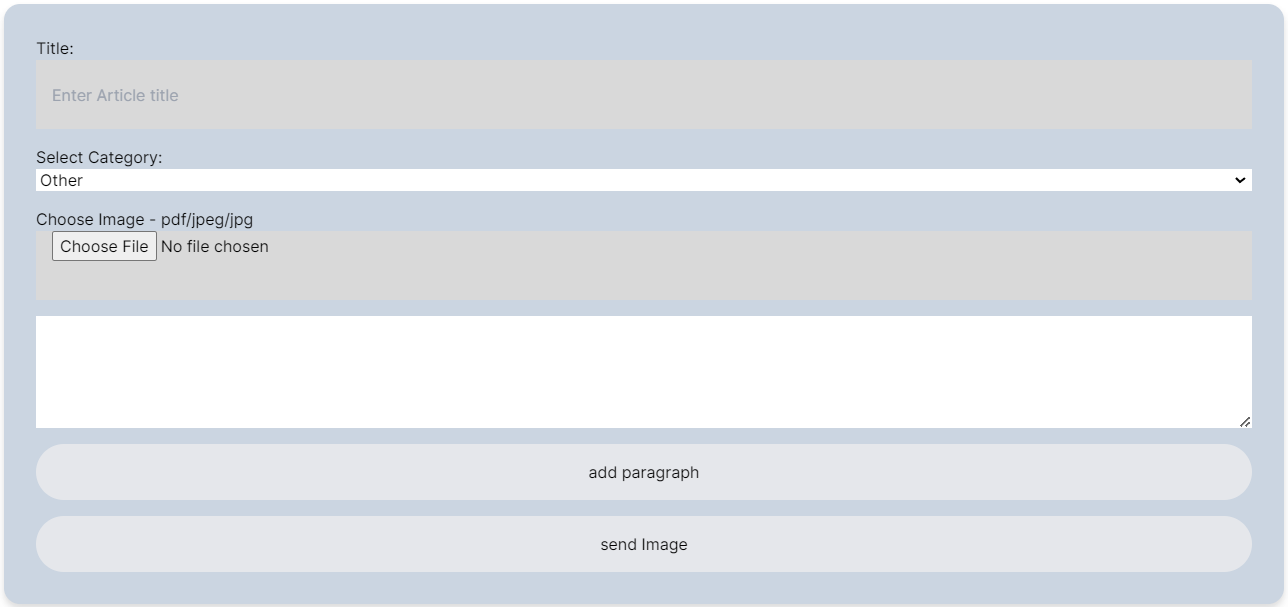 Title:
Enter Article title
Select Category:
Other
Choose Image - pdf/jpeg/jpg
Choose File No file chosen
add paragraph
send Image